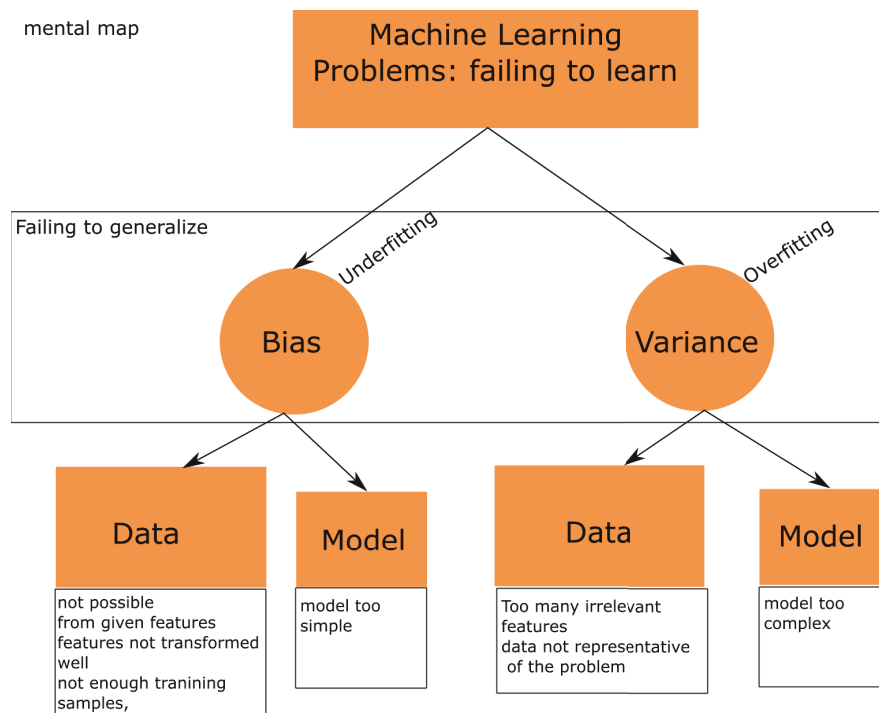 mental map
Machine Learning
Problems: failing to learn
Failing to generalize
Underfitting
Overfitting
Bias
Variance
Data
Model
Data
Model
not possible
from given features
features not transformed
well
not enough tranining
samples,
model too
simple
Too many irrelevant
features
data not representative
of the problem
model too
complex